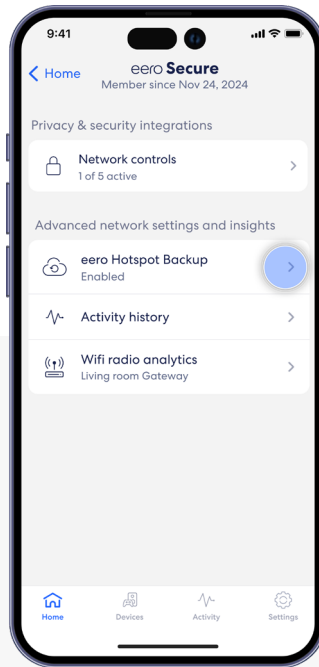 9:41
Home
eero Secure
Member since Nov 24, 2024
Privacy & security integrations
Network controls
1 of 5 active
Advanced network settings and insights
eero Hotspot Backup
Enabled
Activity history
Wifi radio analytics
Living room Gateway
Home Devices Activity Settings